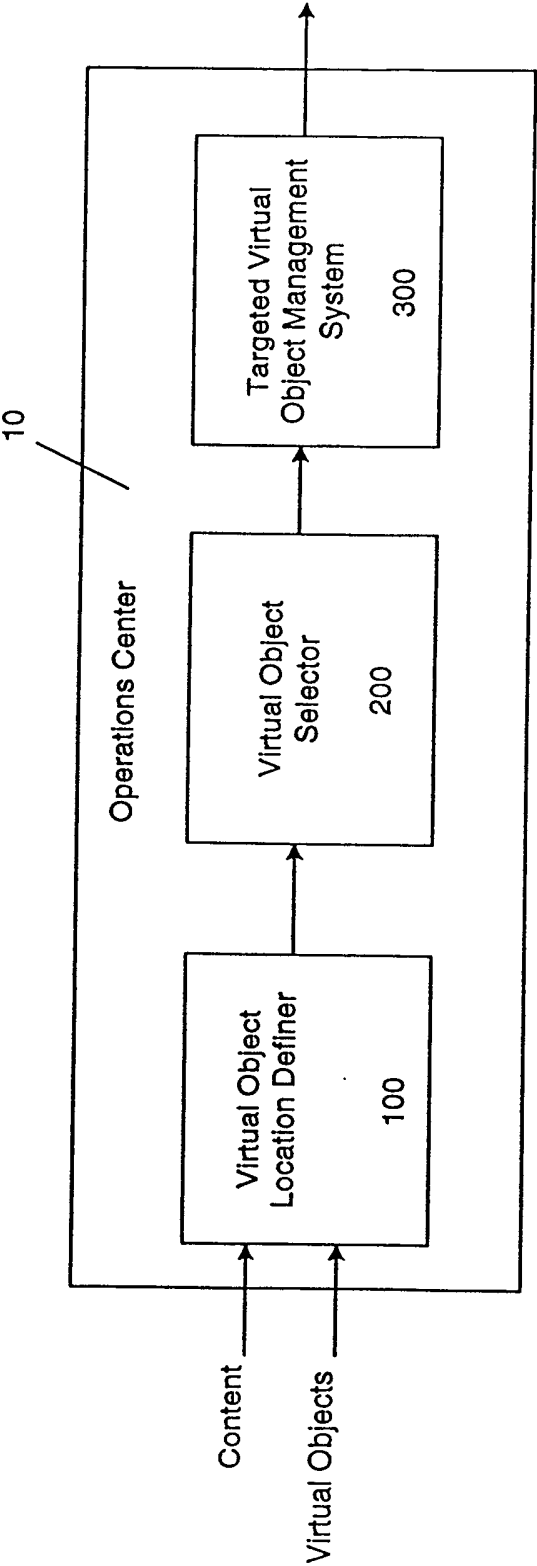 10
Operations Center
Content
Virtual Objects
Virtual Object
Location Definer
100
Virtual Object
Selector
200
Targeted Virtual
Object Management
System
300